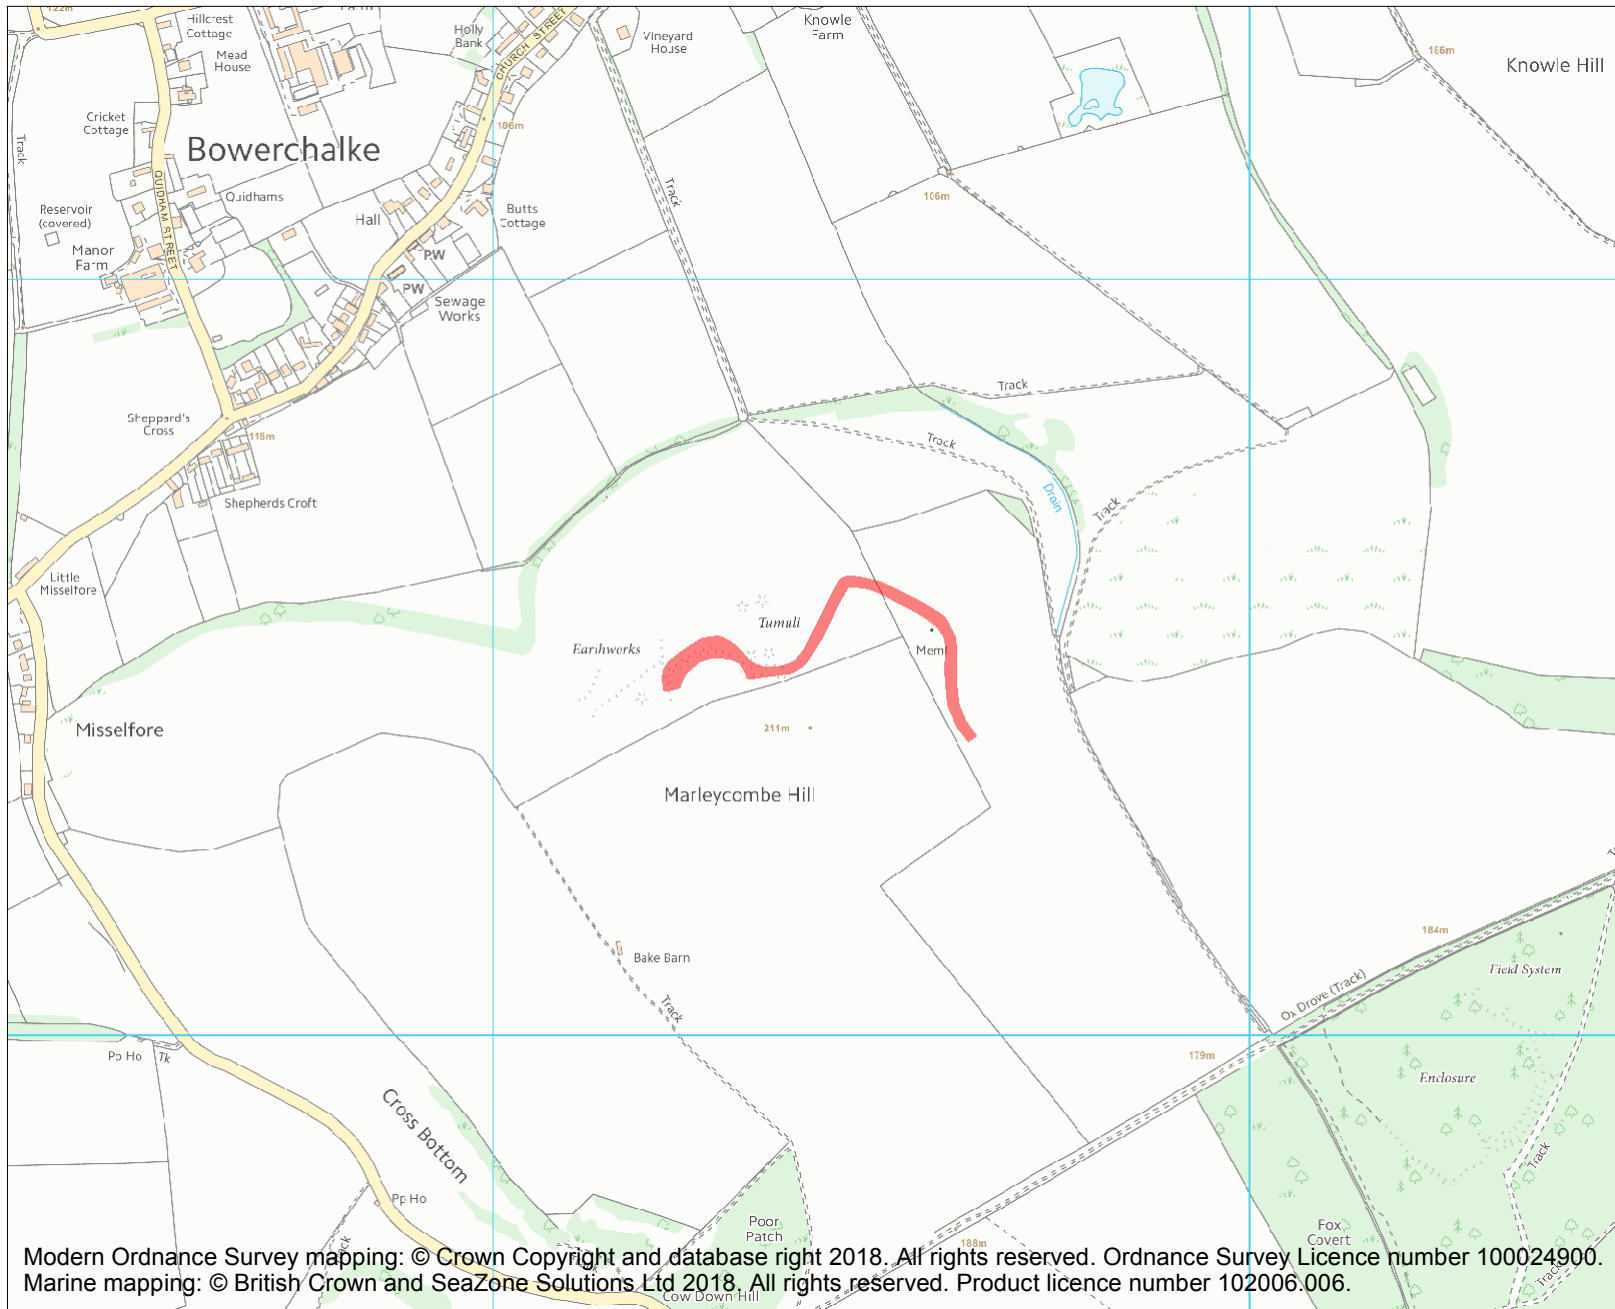 122m
Hillcrest
Cottage
Farm
Mead
House
Holly
Bank
CHURCH STREET
Vineyard
House
Knowle
Farm
186m
Knowle Hill
Cricket
Cottage
Track
Bowerchalke
106m
Track
QUIDHAM STREET
Quidhams
Reservoir
(covered)
Hall
Butts
Cottage
106m
Manor
Farm
PW
PW
Sewage
Works
Track
Sheppard's
Cross
116m
Track
Shepherds Croft
Drain
Track
Little
Misselfore
Tumuli
Earthworks
Meml
Misselfore
211m
Marleycombe Hill
184m
Bake Barn
Field System
Track
Ox Drove (Track)
Pp Ho
Tk
179m
Enclosure
Cross Bottom
Track
Pp Ho
Poor
Patch
Fox
Covert
188m
Track
Modern Ordnance Survey mapping: © Crown Copyright and database right 2018. All rights reserved. Ordnance Survey Licence number 100024900.
Marine mapping: © British Crown and SeaZone Solutions Ltd 2018, All rights reserved. Product licence number 102006.006.
Cow Down Hill